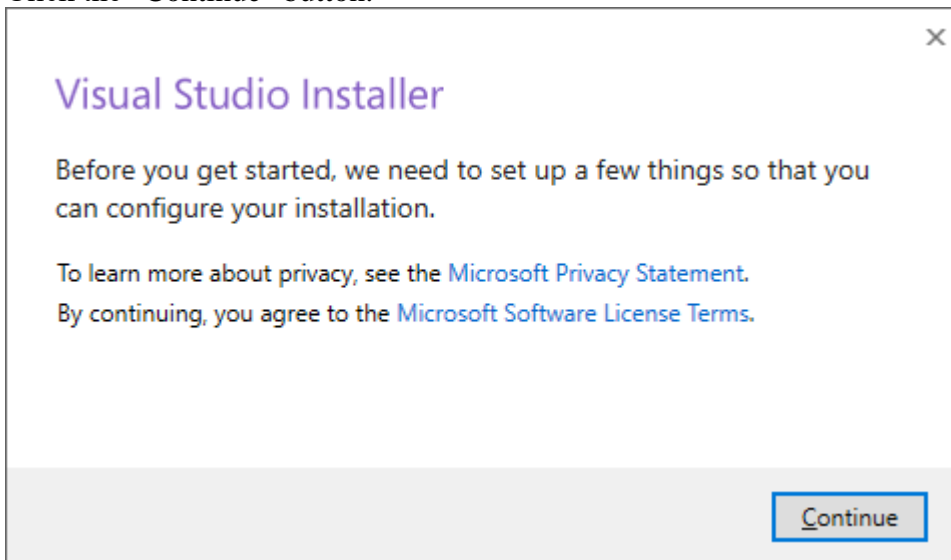 Visual Studio Installer
Before you get started, we need to set up a few things so that you
can configure your installation.
To learn more about privacy, see the Microsoft Privacy Statement.
By continuing, you agree to the Microsoft Software License Terms.
Continue